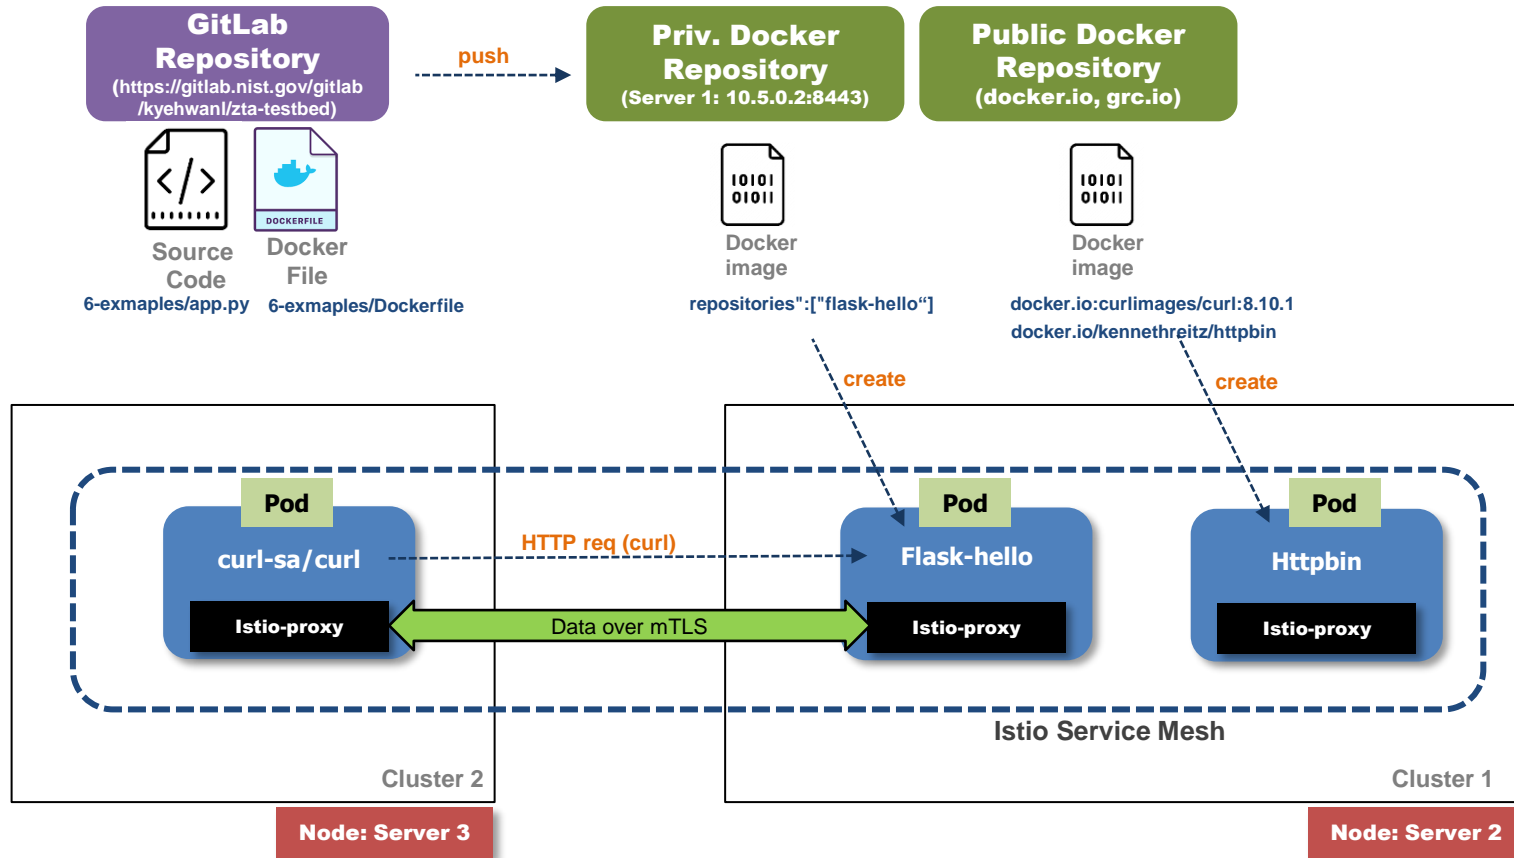 GitLab
Repository
(https://gitlab.nist.gov/gitlab
/kyehwanl/zta-testbed)
push
Priv. Docker
Repository
(Server 1: 10.5.0.2:8443)
Public Docker
Repository
(docker.io, grc.io)
DOCKERFILE
10101
01011
10101
01011
Source
Code
Docker
File
Docker
image
Docker
image
6-exmaples/app.py
6-exmaples/Dockerfile
repositories":["flask-hello“]
docker.io:curlimages/curl:8.10.1
docker.io/kennethreitz/httpbin
create
create
Pod
curl-sa/curl
Istio-proxy
HTTP req (curl)
Data over mTLS
Pod
Flask-hello
Istio-proxy
Pod
Httpbin
Istio-proxy
Istio Service Mesh
Cluster 2
Cluster 1
Node: Server 3
Node: Server 2